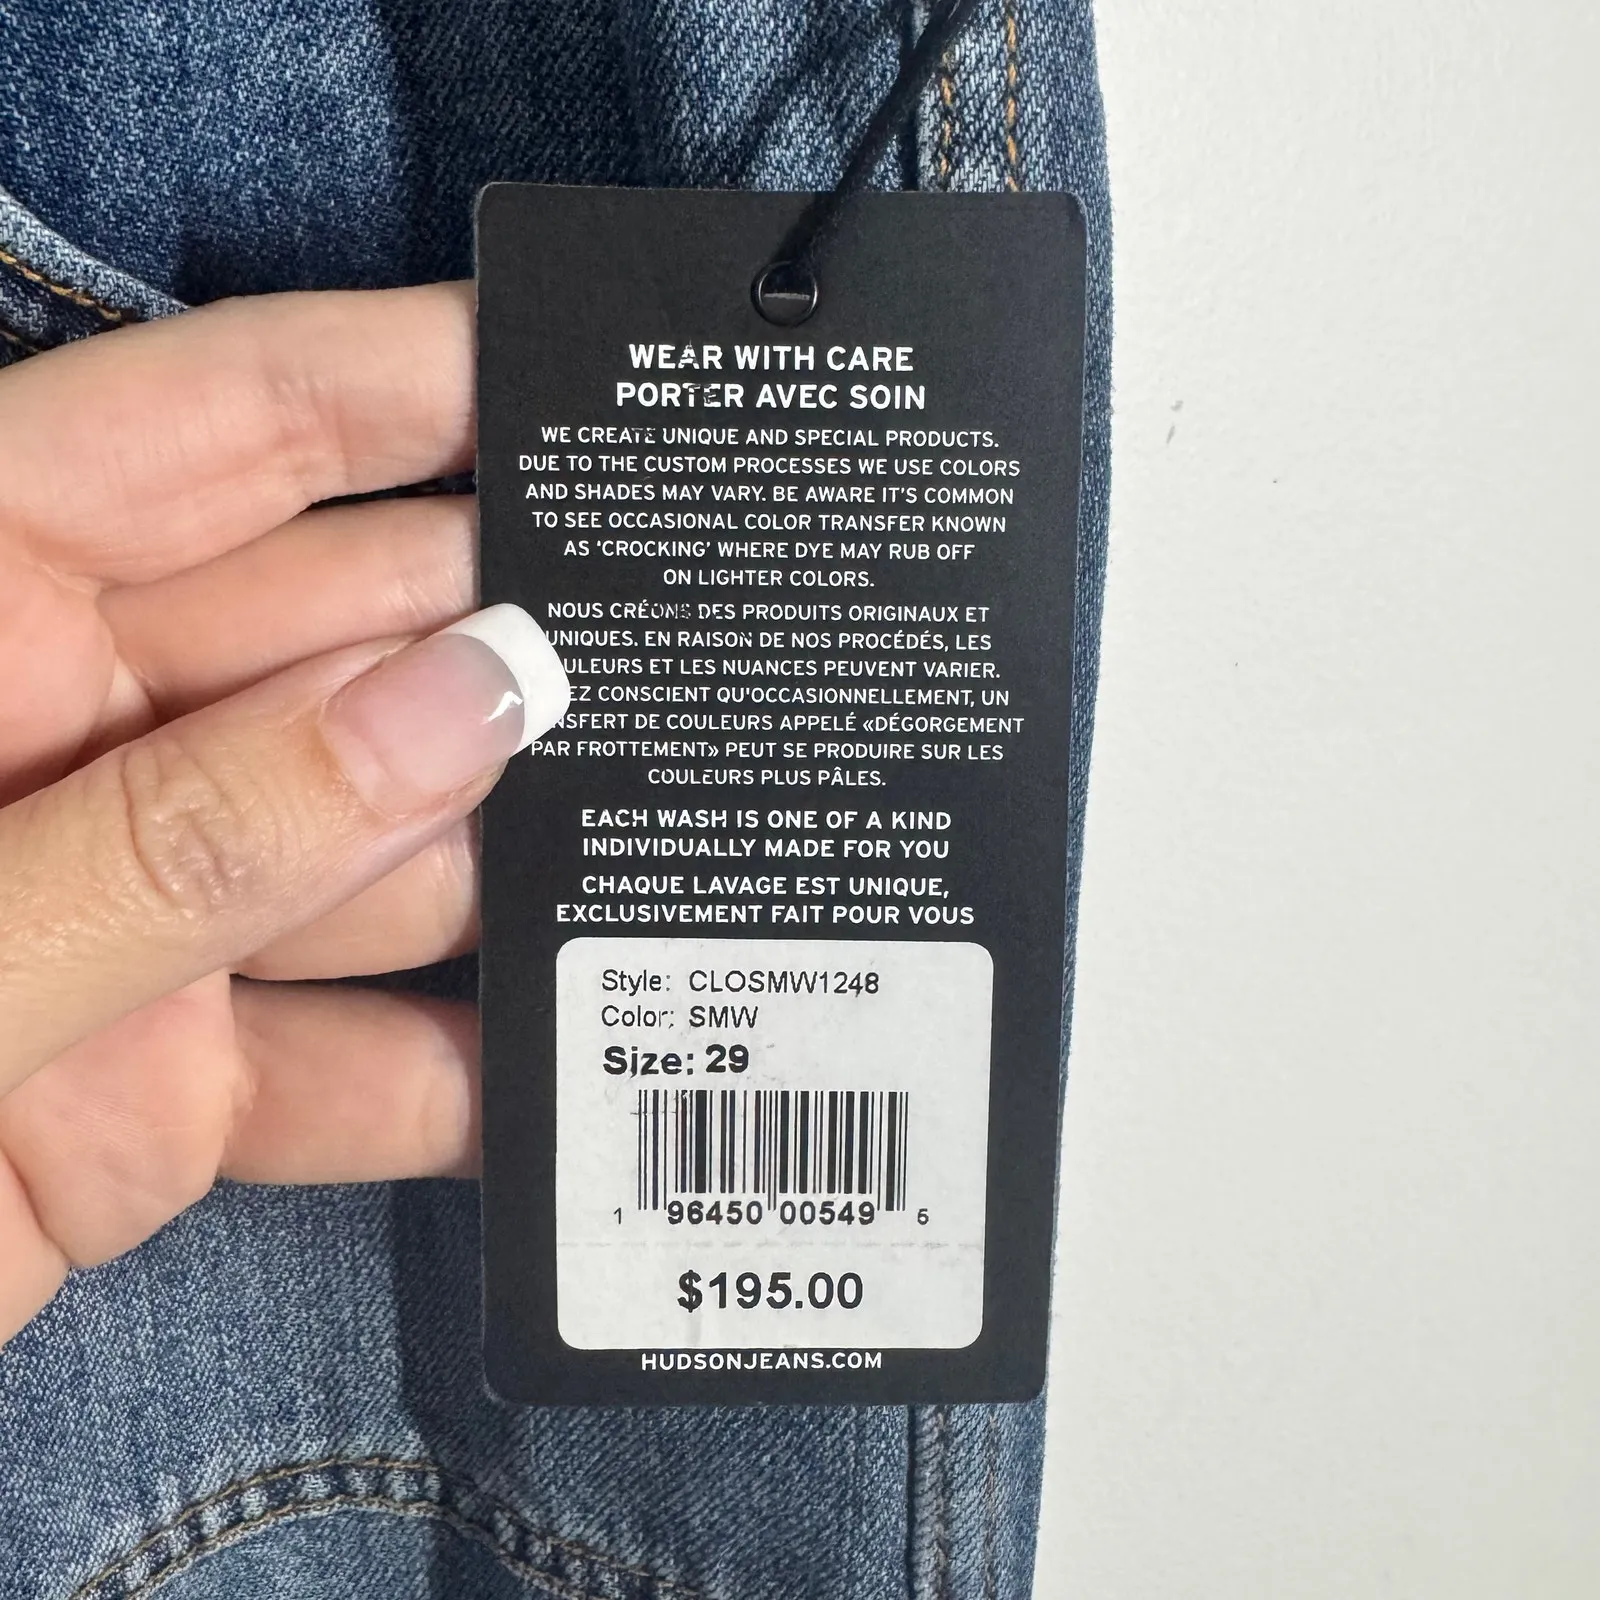 WEAR WITH CARE
PORTER AVEC SOIN
WE CREATE UNIQUE AND SPECIAL PRODUCTS.
DUE TO THE CUSTOM PROCESSES WE USE COLORS
AND SHADES MAY VARY. BE AWARE IT'S COMMON
TO SEE OCCASIONAL COLOR TRANSFER KNOWN
AS 'CROCKING' WHERE DYE MAY RUB OFF
ON LIGHTER COLORS.
NOUS CRÉONS DES PRODUITS ORIGINAUX ET
UNIQUES. EN RAISON DE NOS PROCÉDÉS, LES
ET LES NUANCES PEUVENT VARIER.
CONSCIENT QU'OCCASIONNELLEMENT, UN
DE COULEURS APPELÉ «DÉGORGEMENT
PAR FROTTEMENT» PEUT SE PRODUIRE SUR LES
COULEURS PLUS PÂLES.
EACH WASH IS ONE OF A KIND
INDIVIDUALLY MADE FOR YOU
CHAQUE LAVAGE EST UNIQUE,
EXCLUSIVEMENT FAIT POUR VOUS
Style: CLOSMW1248
Color: SMW
Size: 29
1 96450 00549 5
$195.00
HUDSONJEANS.COM